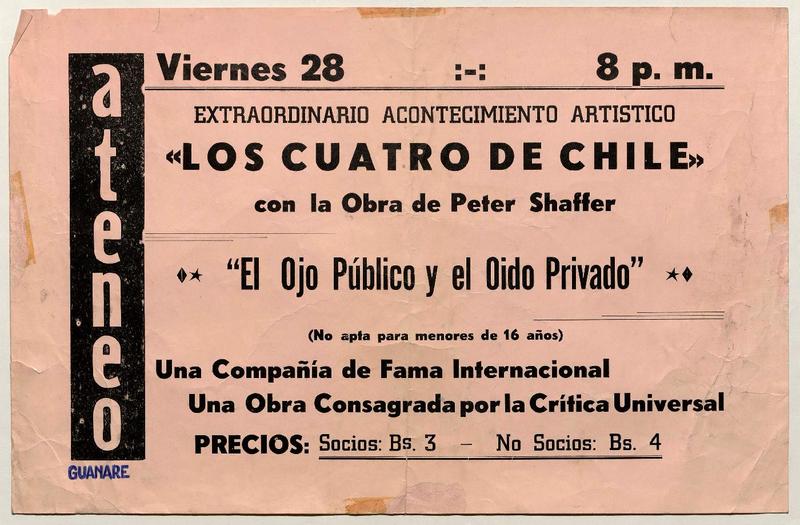 ateneo
GUANARE
Viernes 28 :-: 8 p. m.
EXTRAORDINARIO ACONTECIMIENTO ARTISTICO
«LOS CUATRO DE CHILE»
con la Obra de Peter Shaffer
“El Ojo Público y el Oido Privado”
(No apta para menores de 16 años)
Una Compañía de Fama Internacional
Una Obra Consagrada por la Crítica Universal
PRECIOS: Socios: Bs. 3 – No Socios: Bs. 4